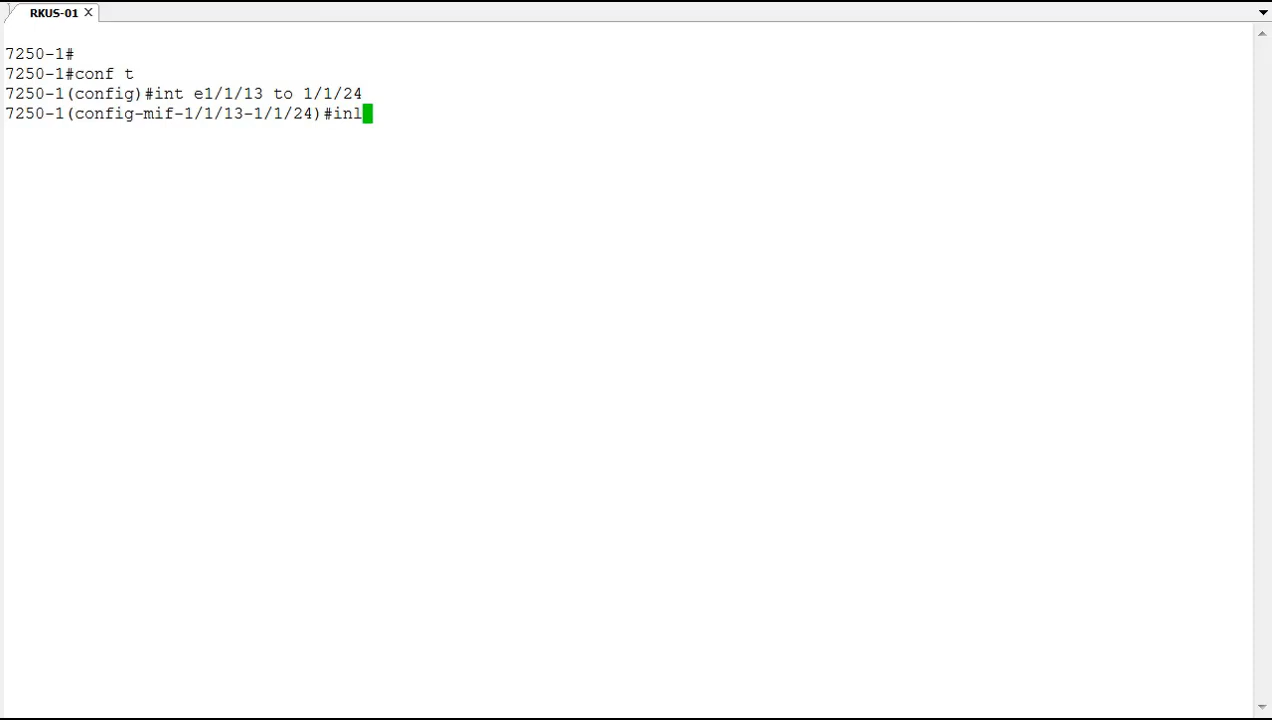 RKUS-01 X
7250-1#
7250-1#conf t
7250-1(config)#int e1/1/13 to 1/1/24
7250-1(config-mif-1/1/13-1/1/24)#inl